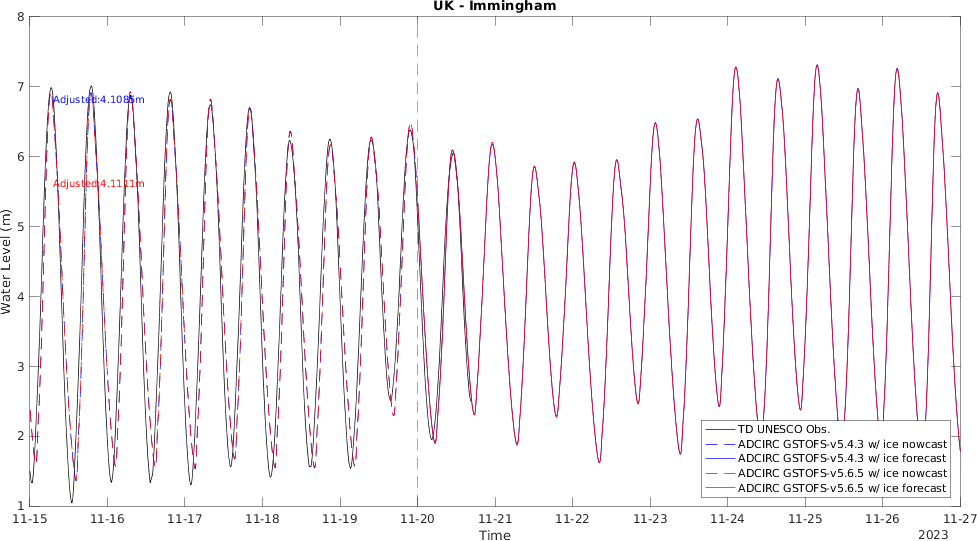 UK - Immingham
8
7
6
5
4
3
2
1
Water Level (m)
Adjusted:4.1085m
Adjusted:4.1111m
TD UNESCO Obs.
ADCIRC GSTOFS-v5.4.3 w/ ice nowcast
ADCIRC GSTOFS-v5.4.3 w/ ice forecast
ADCIRC GSTOFS-v5.6.5 w/ ice nowcast
ADCIRC GSTOFS-v5.6.5 w/ ice forecast
11-15 11-16 11-17 11-18 11-19 11-20 11-21 11-22 11-23 11-24 11-25 11-26 11-27
Time
2023